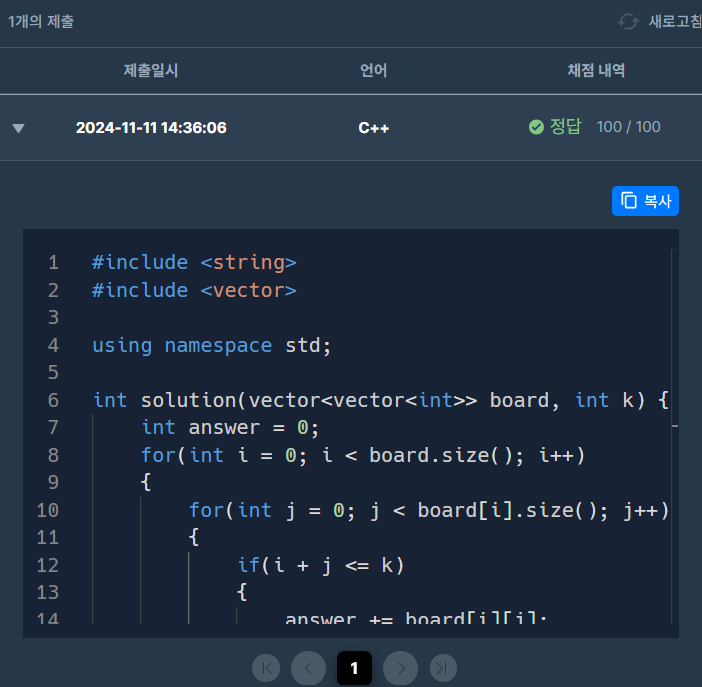 1개의 제출 새로고침
제출일시 언어 채점 내역
2024-11-11 14:36:06 C++ 정답 100 / 100
복사
1 #include <string>
2 #include <vector>
3
4 using namespace std;
5
6 int solution(vector<vector<int>> board, int k) {
7     int answer = 0;
8     for(int i = 0; i < board.size(); i++)
9     {
10         for(int j = 0; j < board[i].size(); j++)
11         {
12             if(i + j <= k)
13             {
14                 answer += board[i][j];
1